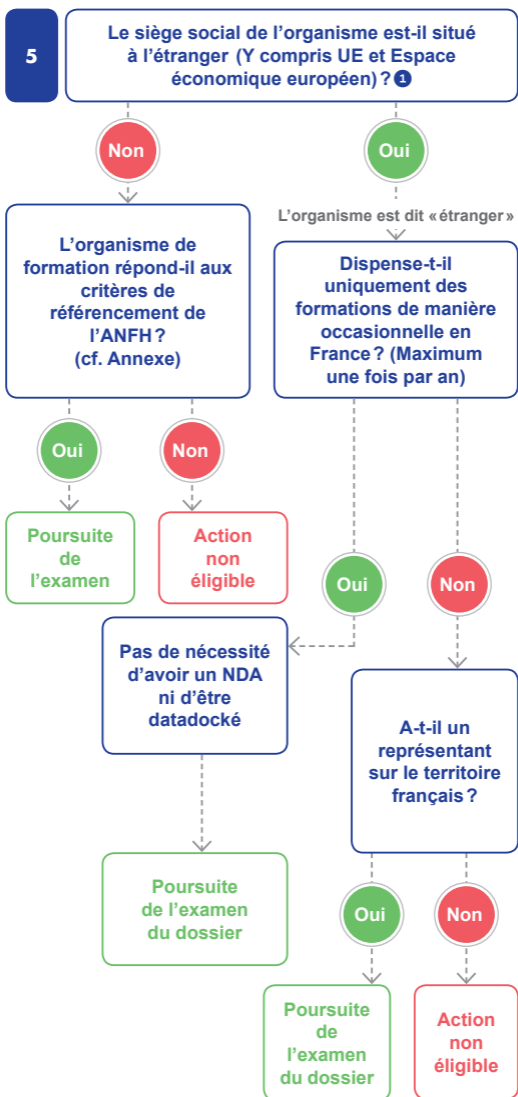 5
Le siège social de l'organisme est-il situé
à l'étranger (Y compris UE et Espace
économique européen) ? ❶
Non
Oui
L'organisme est dit « étranger »
L'organisme de
formation répond-il aux
critères de
référencement de
l'ANFH ?
(cf. Annexe)
Dispense-t-il
uniquement des
formations de manière
occasionnelle en
France ? (Maximum
une fois par an)
Oui
Non
Poursuite
de
l'examen
Action
non
éligible
Oui
Non
Pas de nécessité
d'avoir un NDA
ni d'être
datadocké
A-t-il un
représentant
sur le territoire
français ?
Poursuite
de l'examen
du dossier
Oui
Non
Poursuite
de
l'examen
du dossier
Action
non
éligible